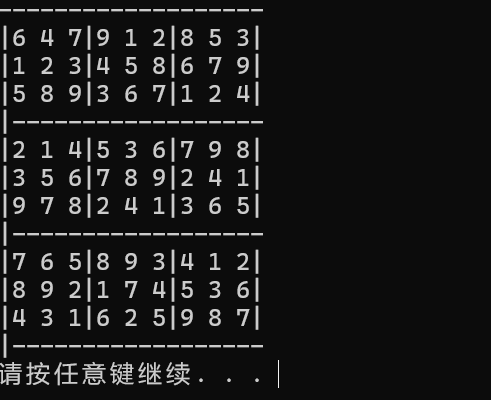 -------------------
|6 4 7|9 1 2|8 5 3|
|1 2 3|4 5 8|6 7 9|
|5 8 9|3 6 7|1 2 4|
|------------------
|2 1 4|5 3 6|7 9 8|
|3 5 6|7 8 9|2 4 1|
|9 7 8|2 4 1|3 6 5|
|------------------
|7 6 5|8 9 3|4 1 2|
|8 9 2|1 7 4|5 3 6|
|4 3 1|6 2 5|9 8 7|
|------------------
请按任意键继续. . .